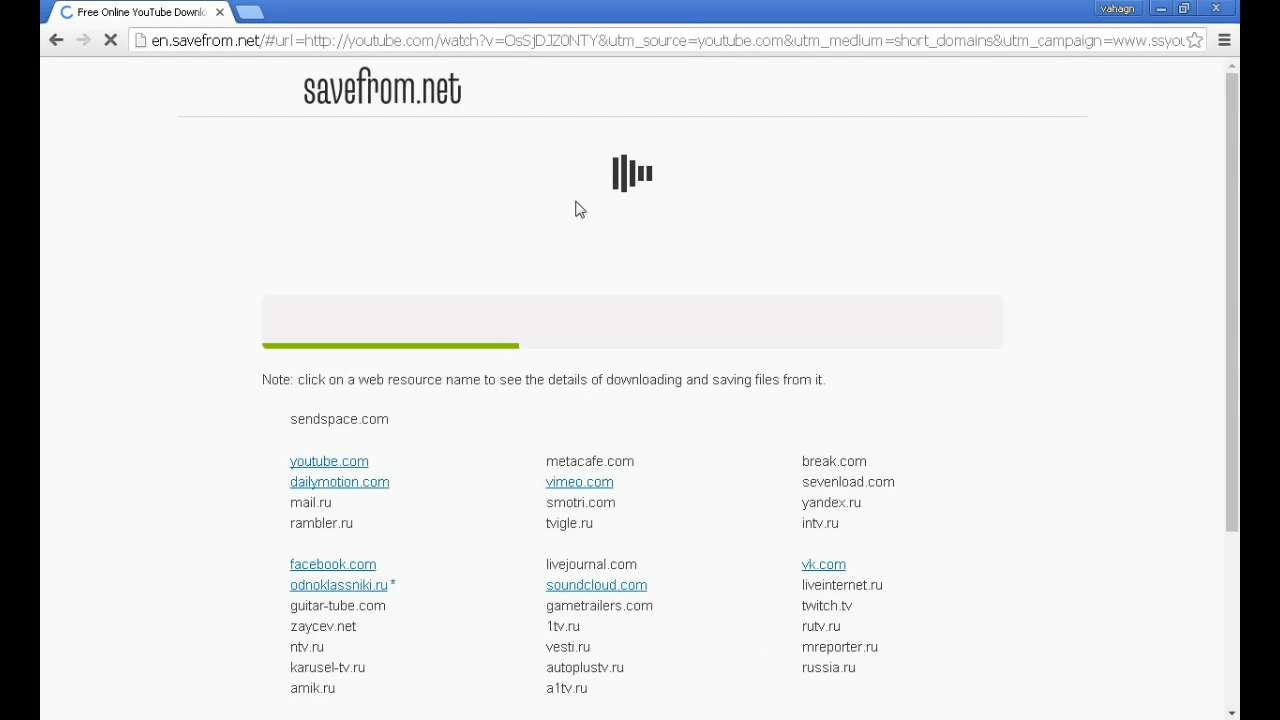 Free Online YouTube Downlo
vahagn
en.savefrom.net/#url=http://youtube.com/watch?v=OsSjDJZ0NTY&utm_source=youtube.com&utm_medium=short_domains&utm_campaign=www.ssyou
savefrom.net
Note: click on a web resource name to see the details of downloading and saving files from it.
sendspace.com
youtube.com metacafe.com break.com
dailymotion.com vimeo.com sevenload.com
mail.ru smotri.com yandex.ru
rambler.ru tvigle.ru intv.ru
facebook.com livejournal.com vk.com
odnoklassniki.ru * soundcloud.com liveinternet.ru
guitar-tube.com gametrailers.com twitch.tv
zaycev.net 1tv.ru rutv.ru
ntv.ru vesti.ru mreporter.ru
karusel-tv.ru autoplustv.ru russia.ru
amik.ru a1tv.ru